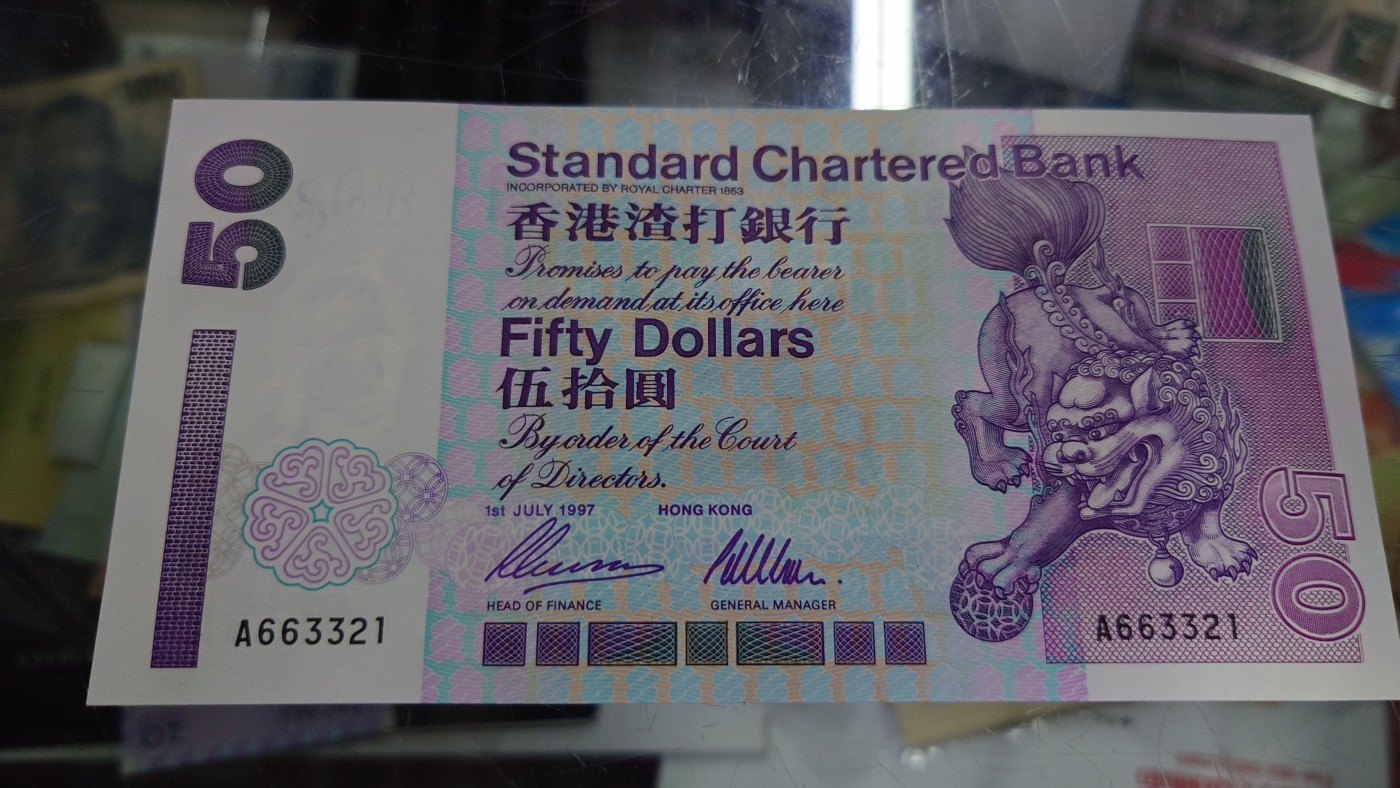 50
Standard Chartered Bank
INCORPORATED BY ROYAL CHARTER 1853
香港渣打銀行
Promises to pay the bearer
on demand at its office here
Fifty Dollars
伍拾圓
By order of the Court
of Directors.
1st JULY 1997 HONG KONG
HEAD OF FINANCE GENERAL MANAGER
A663321 A663321
50